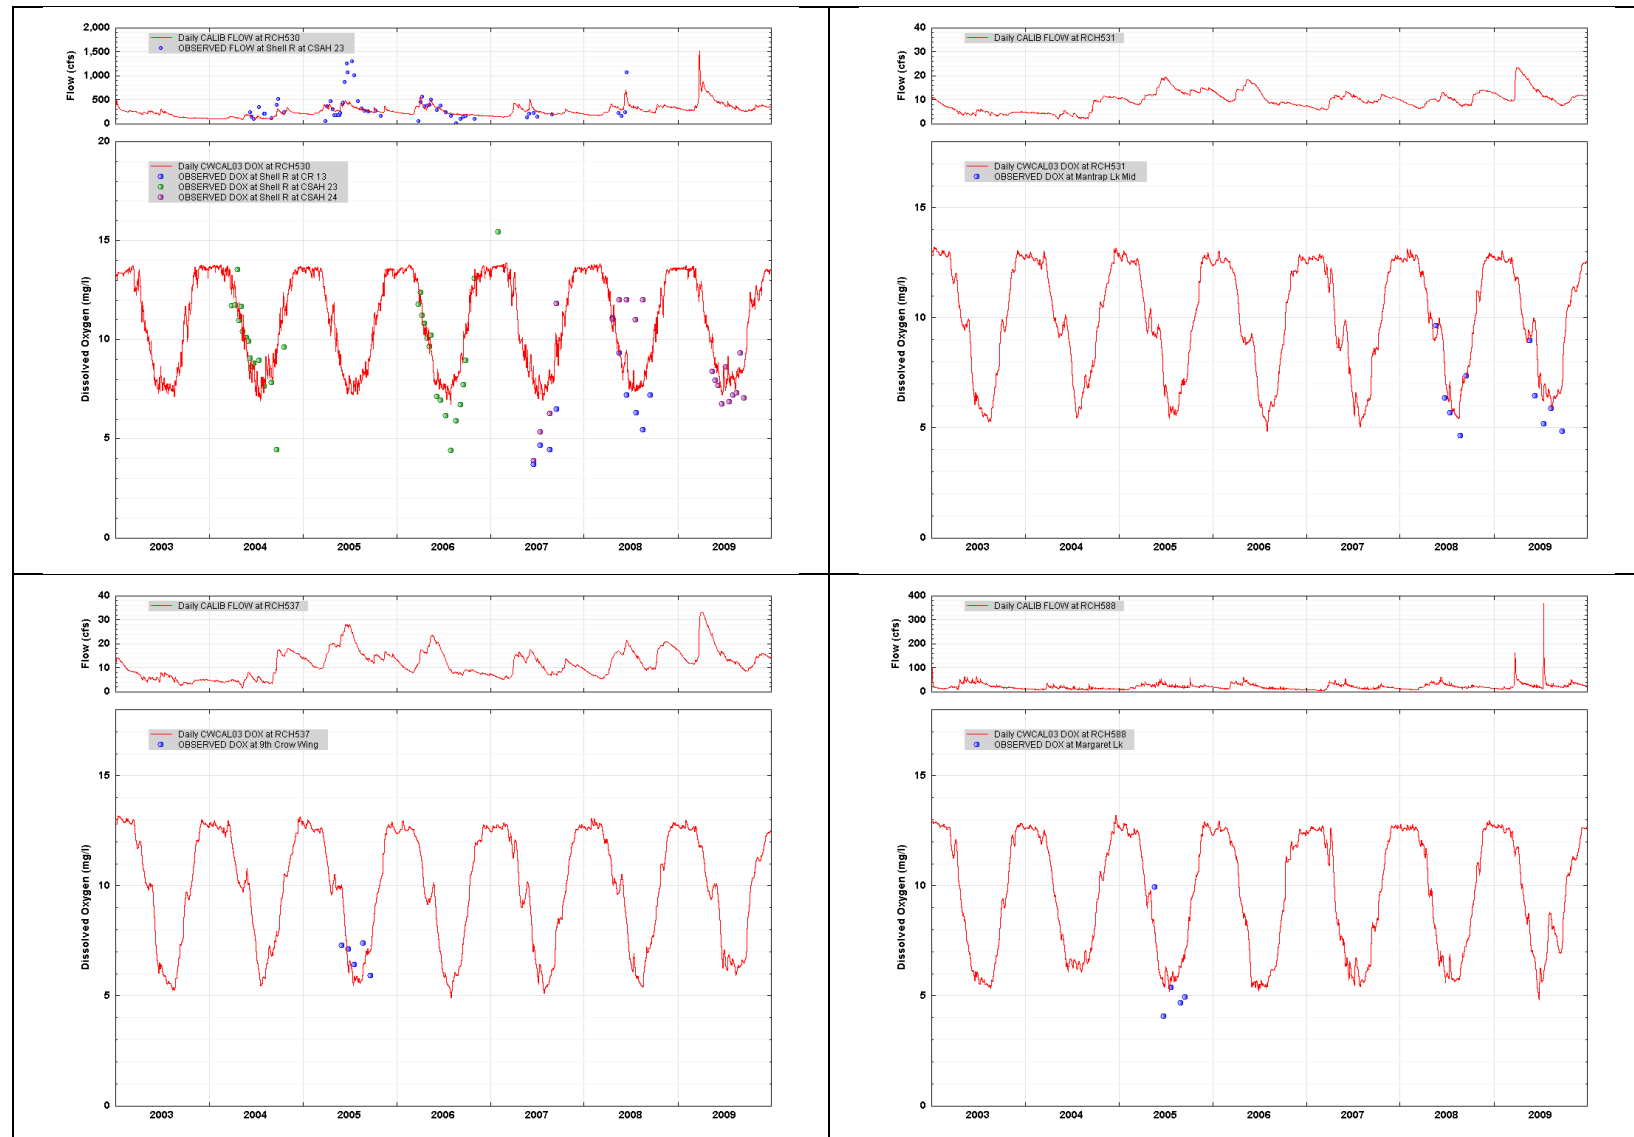 2,000
1,500
1,000
500
0
Flow (cfs)
Daily CALIB FLOW at RCH530
OBSERVED FLOW at Shell R at CSAH 23
20
15
10
5
0
Dissolved Oxygen (mg/l)
Daily CWCAL03 DOX at RCH530
OBSERVED DOX at Shell R at CR 13
OBSERVED DOX at Shell R at CSAH 23
OBSERVED DOX at Shell R at CSAH 24
2003 2004 2005 2006 2007 2008 2009
40
30
20
10
0
Flow (cfs)
Daily CALIB FLOW at RCH531
15
10
5
0
Dissolved Oxygen (mg/l)
Daily CWCAL03 DOX at RCH531
OBSERVED DOX at Mantrap Lk Mid
2003 2004 2005 2006 2007 2008 2009
40
30
20
10
0
Flow (cfs)
Daily CALIB FLOW at RCH537
15
10
5
0
Dissolved Oxygen (mg/l)
Daily CWCAL03 DOX at RCH537
OBSERVED DOX at 9th Crow Wing
2003 2004 2005 2006 2007 2008 2009
400
300
200
100
0
Flow (cfs)
Daily CALIB FLOW at RCH588
15
10
5
0
Dissolved Oxygen (mg/l)
Daily CWCAL03 DOX at RCH588
OBSERVED DOX at Margaret Lk
2003 2004 2005 2006 2007 2008 2009